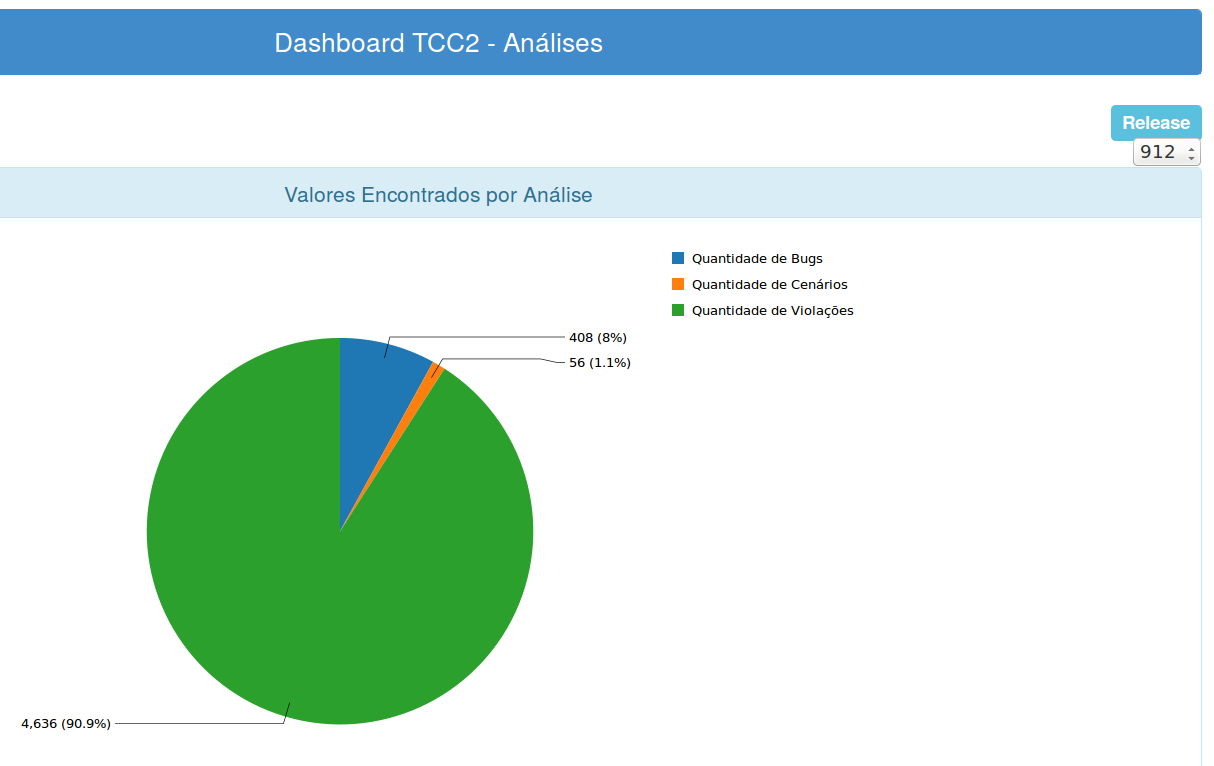 Dashboard TCC2 - Análises
Release
912
Valores Encontrados por Análise
Quantidade de Bugs
Quantidade de Cenários
Quantidade de Violações
408 (8%)
56 (1.1%)
4,636 (90.9%)